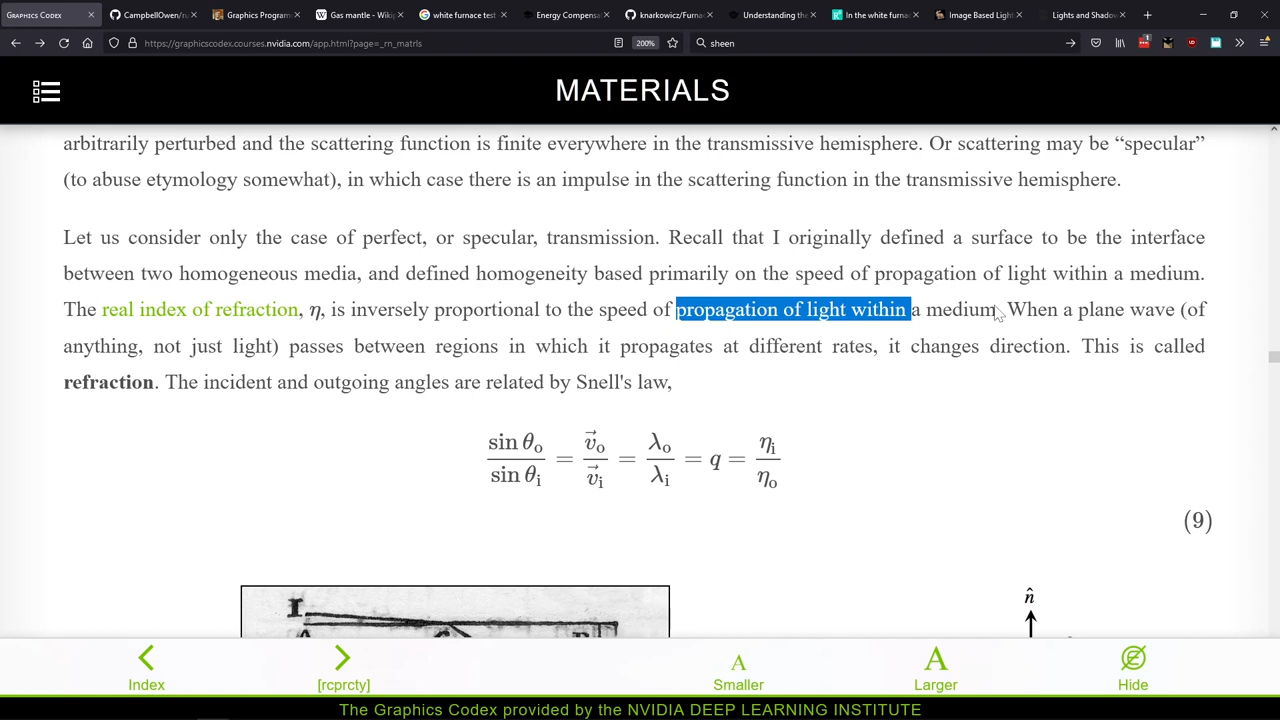 Graphics Codex
CampbellOwen/ru
Graphics Programm
Gas mantle - Wikip
white furnace test
Energy Compensa
knarkowicz/Furna
Understanding the
In the white furnac
Image Based Light
Lights and Shadow
https://graphicscodex.courses.nvidia.com/app.html?page=_rn_matrls
200%
sheen
MATERIALS
arbitrarily perturbed and the scattering function is finite everywhere in the transmissive hemisphere. Or scattering may be “specular”
(to abuse etymology somewhat), in which case there is an impulse in the scattering function in the transmissive hemisphere.
Let us consider only the case of perfect, or specular, transmission. Recall that I originally defined a surface to be the interface
between two homogeneous media, and defined homogeneity based primarily on the speed of propagation of light within a medium.
The real index of refraction, η, is inversely proportional to the speed of propagation of light within a medium. When a plane wave (of
anything, not just light) passes between regions in which it propagates at different rates, it changes direction. This is called
refraction. The incident and outgoing angles are related by Snell's law,
sin θo / sin θi = v⃗o / v⃗i = λo / λi = q = ηi / ηo
(9)
I
n̂
Index
[rcprcty]
A
Smaller
A
Larger
Hide
The Graphics Codex provided by the NVIDIA DEEP LEARNING INSTITUTE